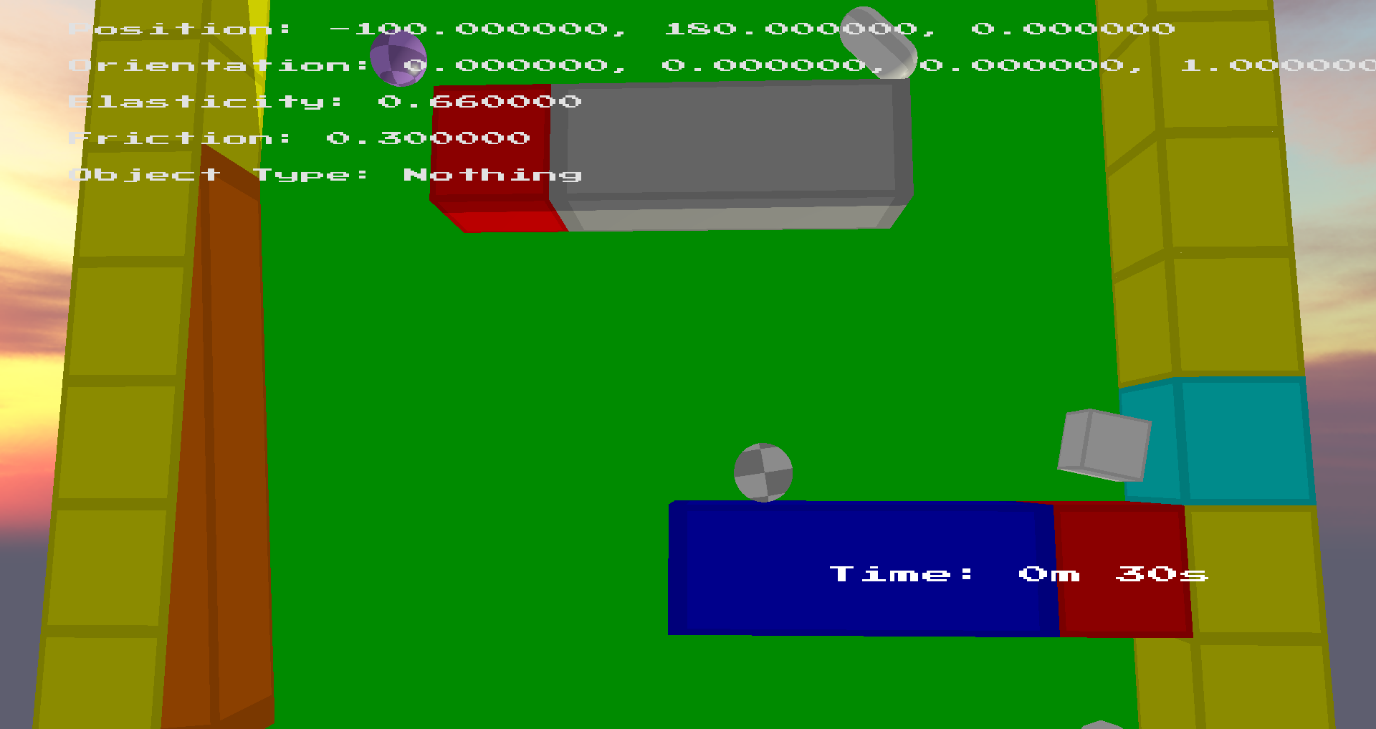 Position: -100.000000, 180.000000, 0.000000
Orientation: 0.000000, 0.000000, 0.000000, 1.000000
Elasticity: 0.660000
Friction: 0.300000
Object Type: Nothing
Time: 0m 30s